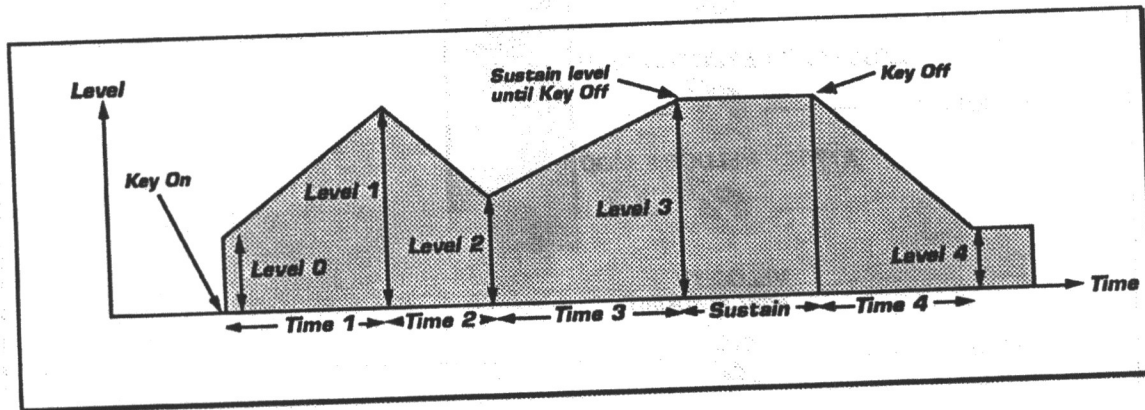 Level
Sustain level
until Key Off
Key Off
Key On
Level 1
Level 3
Level 0
Level 2
Level 4
Time 1
Time 2
Time 3
Sustain
Time 4
Time